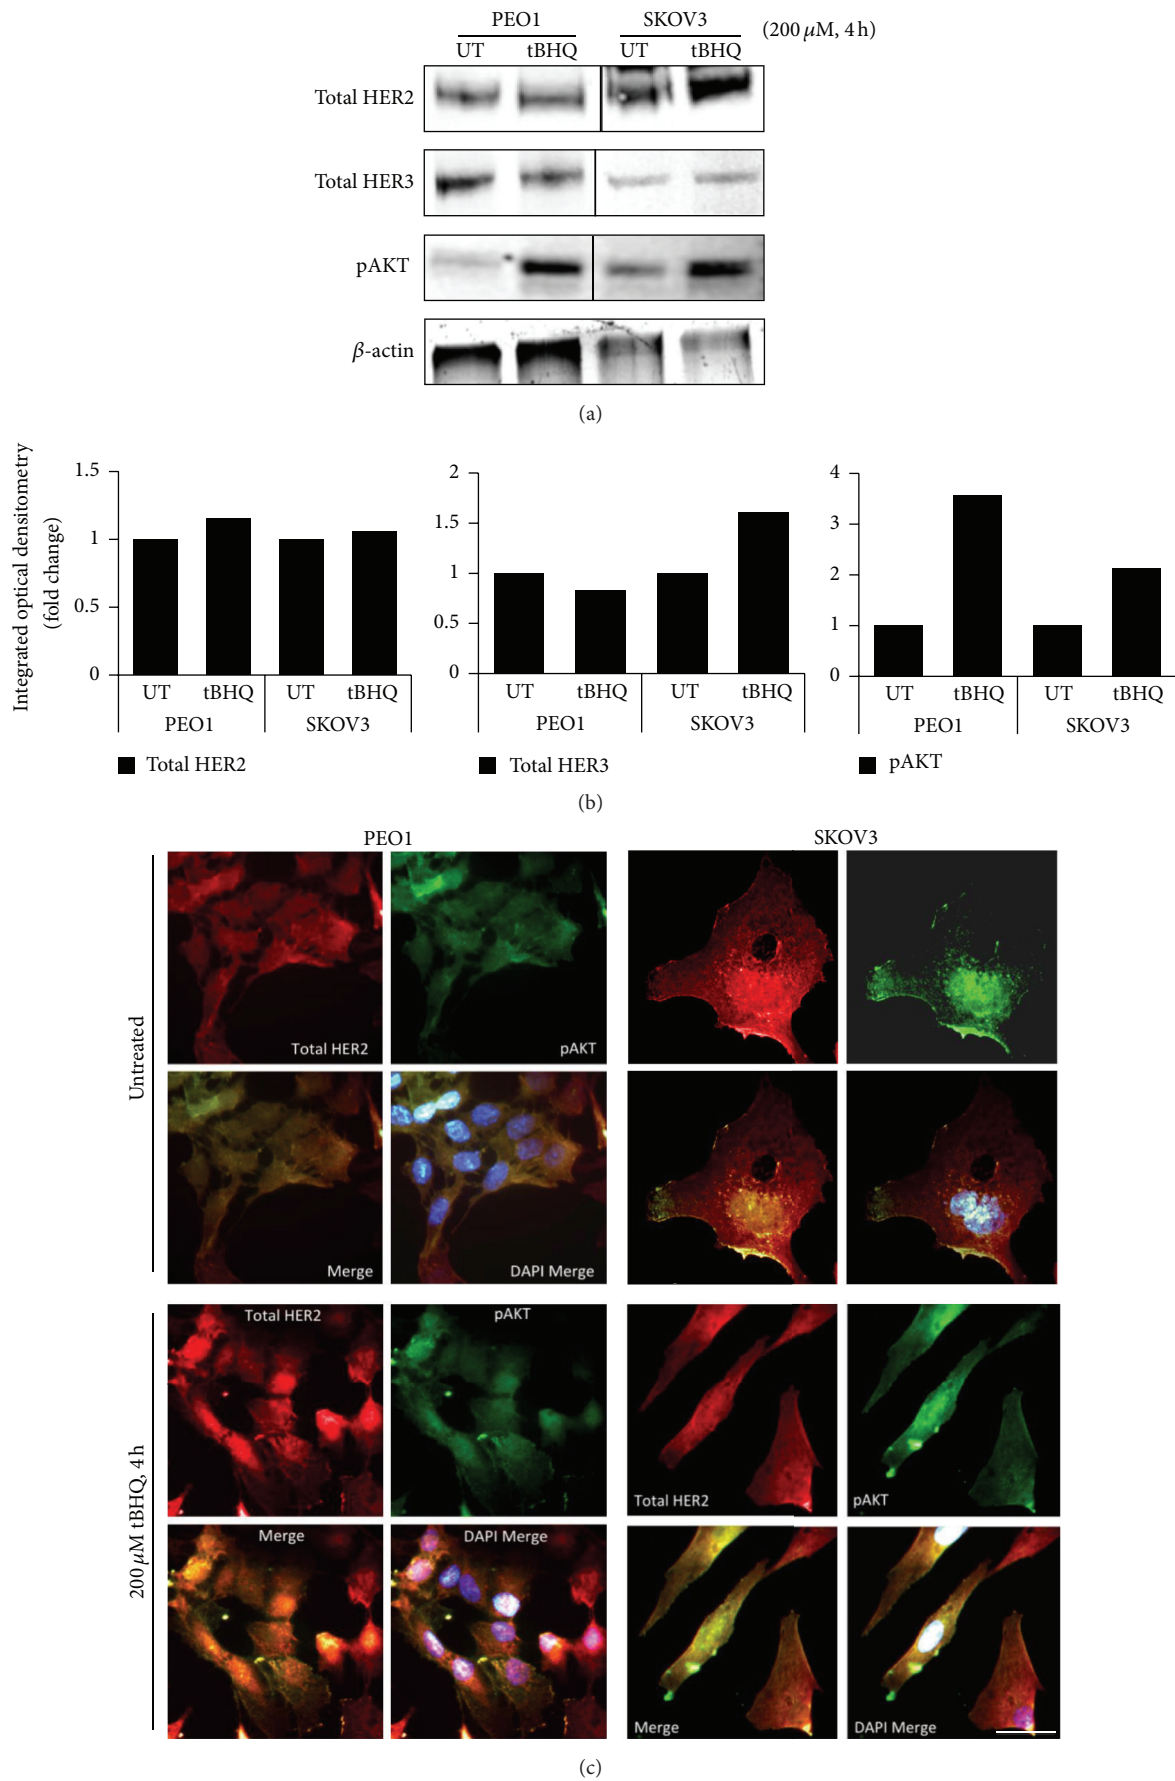 PEO1 SKOV3 (200 μM, 4 h)
UT tBHQ UT tBHQ
Total HER2
Total HER3
pAKT
β-actin
(a)
Integrated optical densitometry
(fold change)
1.5
1
0.5
0
UT tBHQ UT tBHQ
PEO1 SKOV3
Total HER2
2
1.5
1
0.5
0
UT tBHQ UT tBHQ
PEO1 SKOV3
Total HER3
4
3
2
1
0
UT tBHQ UT tBHQ
PEO1 SKOV3
pAKT
(b)
PEO1 SKOV3
Untreated
Total HER2 pAKT
Merge DAPI Merge
200 μM tBHQ, 4 h
Total HER2 pAKT
Total HER2 pAKT
Merge DAPI Merge
Merge DAPI Merge
(c)